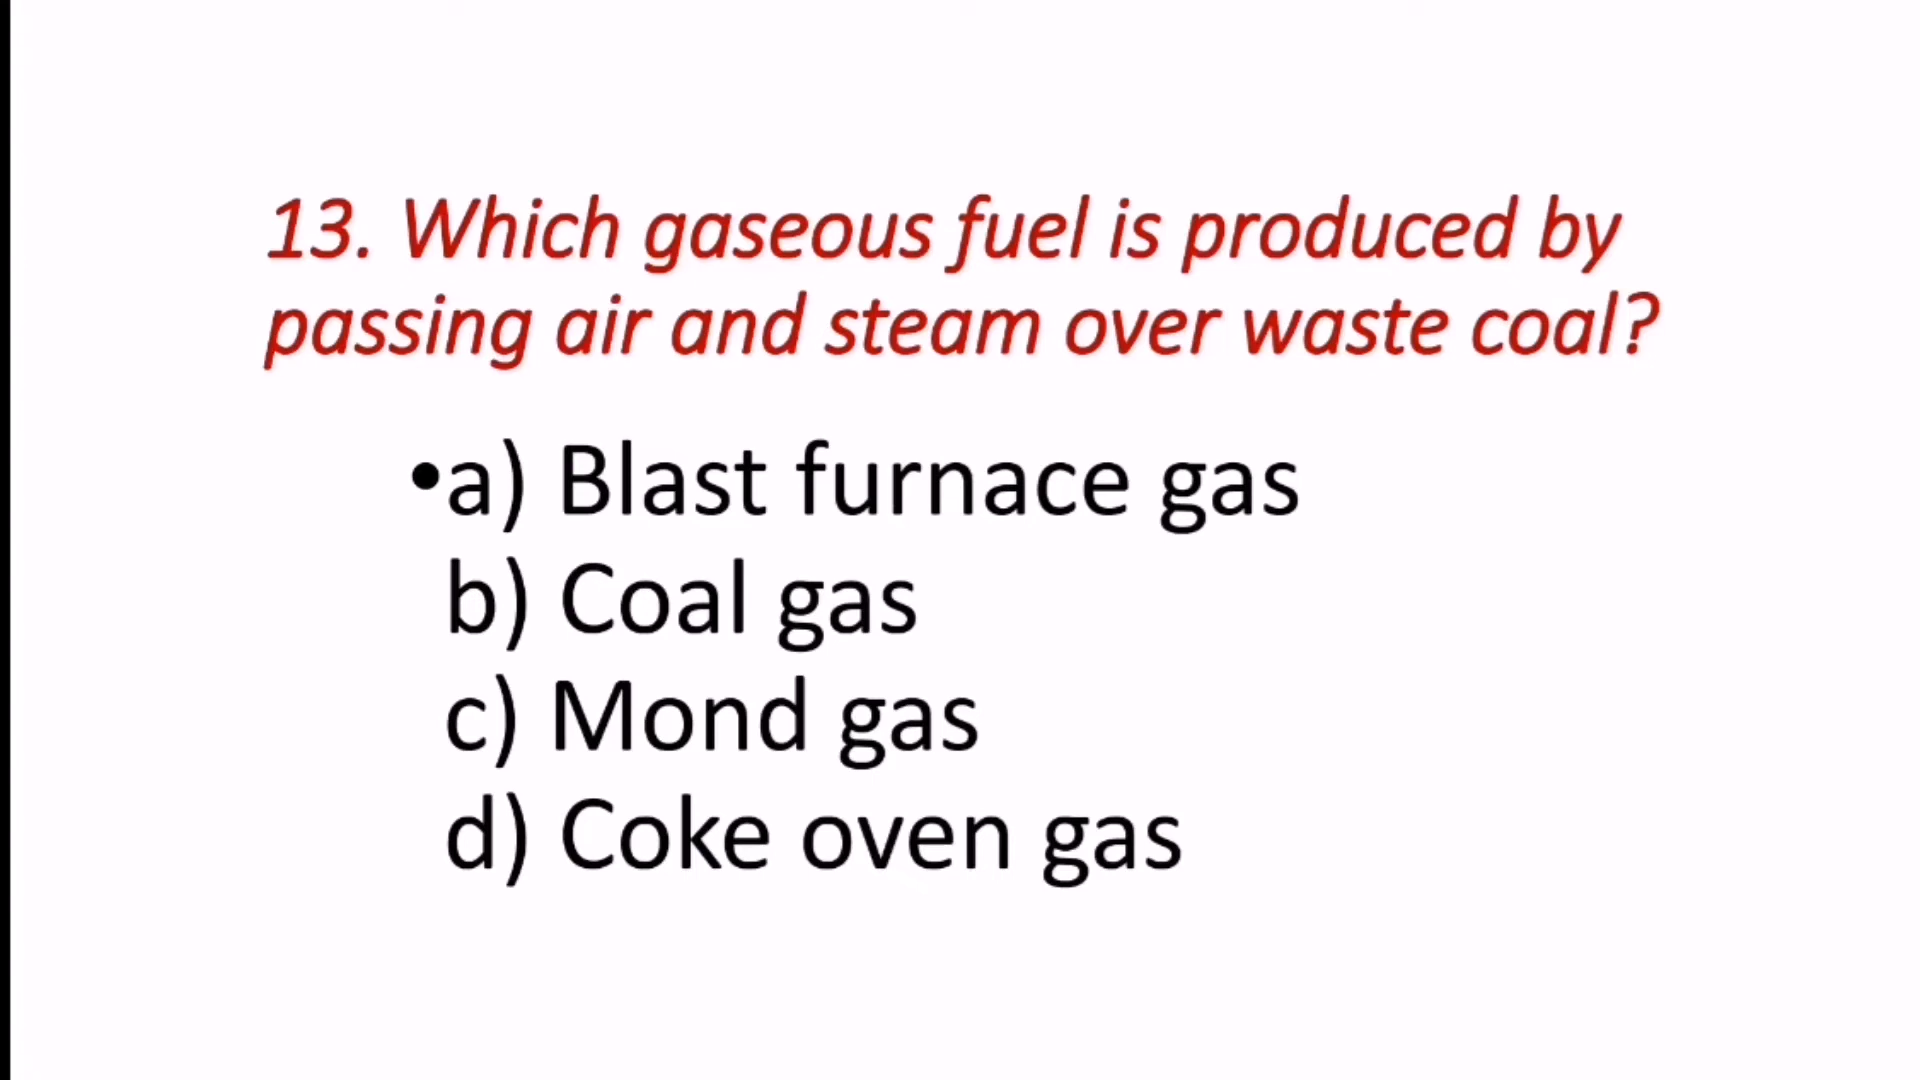 13. Which gaseous fuel is produced by
passing air and steam over waste coal?
•a) Blast furnace gas
b) Coal gas
c) Mond gas
d) Coke oven gas